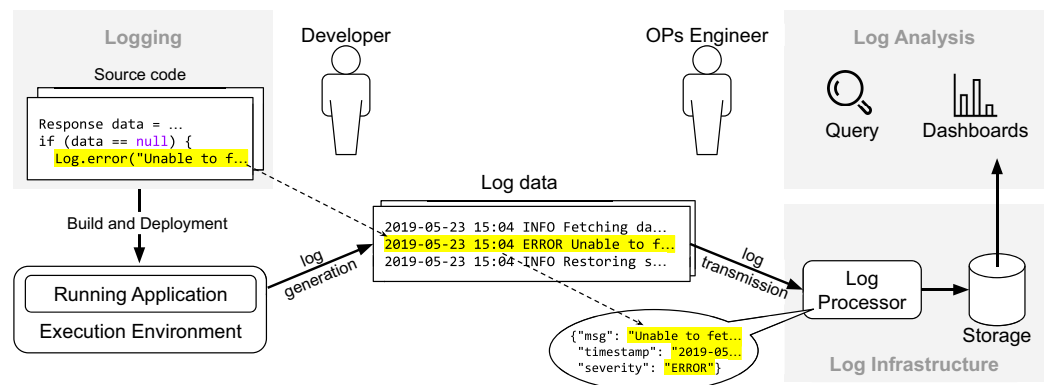 Logging
Developer
OPs Engineer
Log Analysis
Source code
Response data = …
if (data == null) {
Log.error("Unable to f…
Query
Dashboards
Build and Deployment
Log data
2019-05-23 15:04 INFO Fetching da…
2019-05-23 15:04 ERROR Unable to f…
2019-05-23 15:04 INFO Restoring s…
log
generation
log
transmission
Running Application
Execution Environment
Log
Processor
Storage
{"msg": "Unable to fet…
"timestamp": "2019-05…
"severity": "ERROR"}
Log Infrastructure